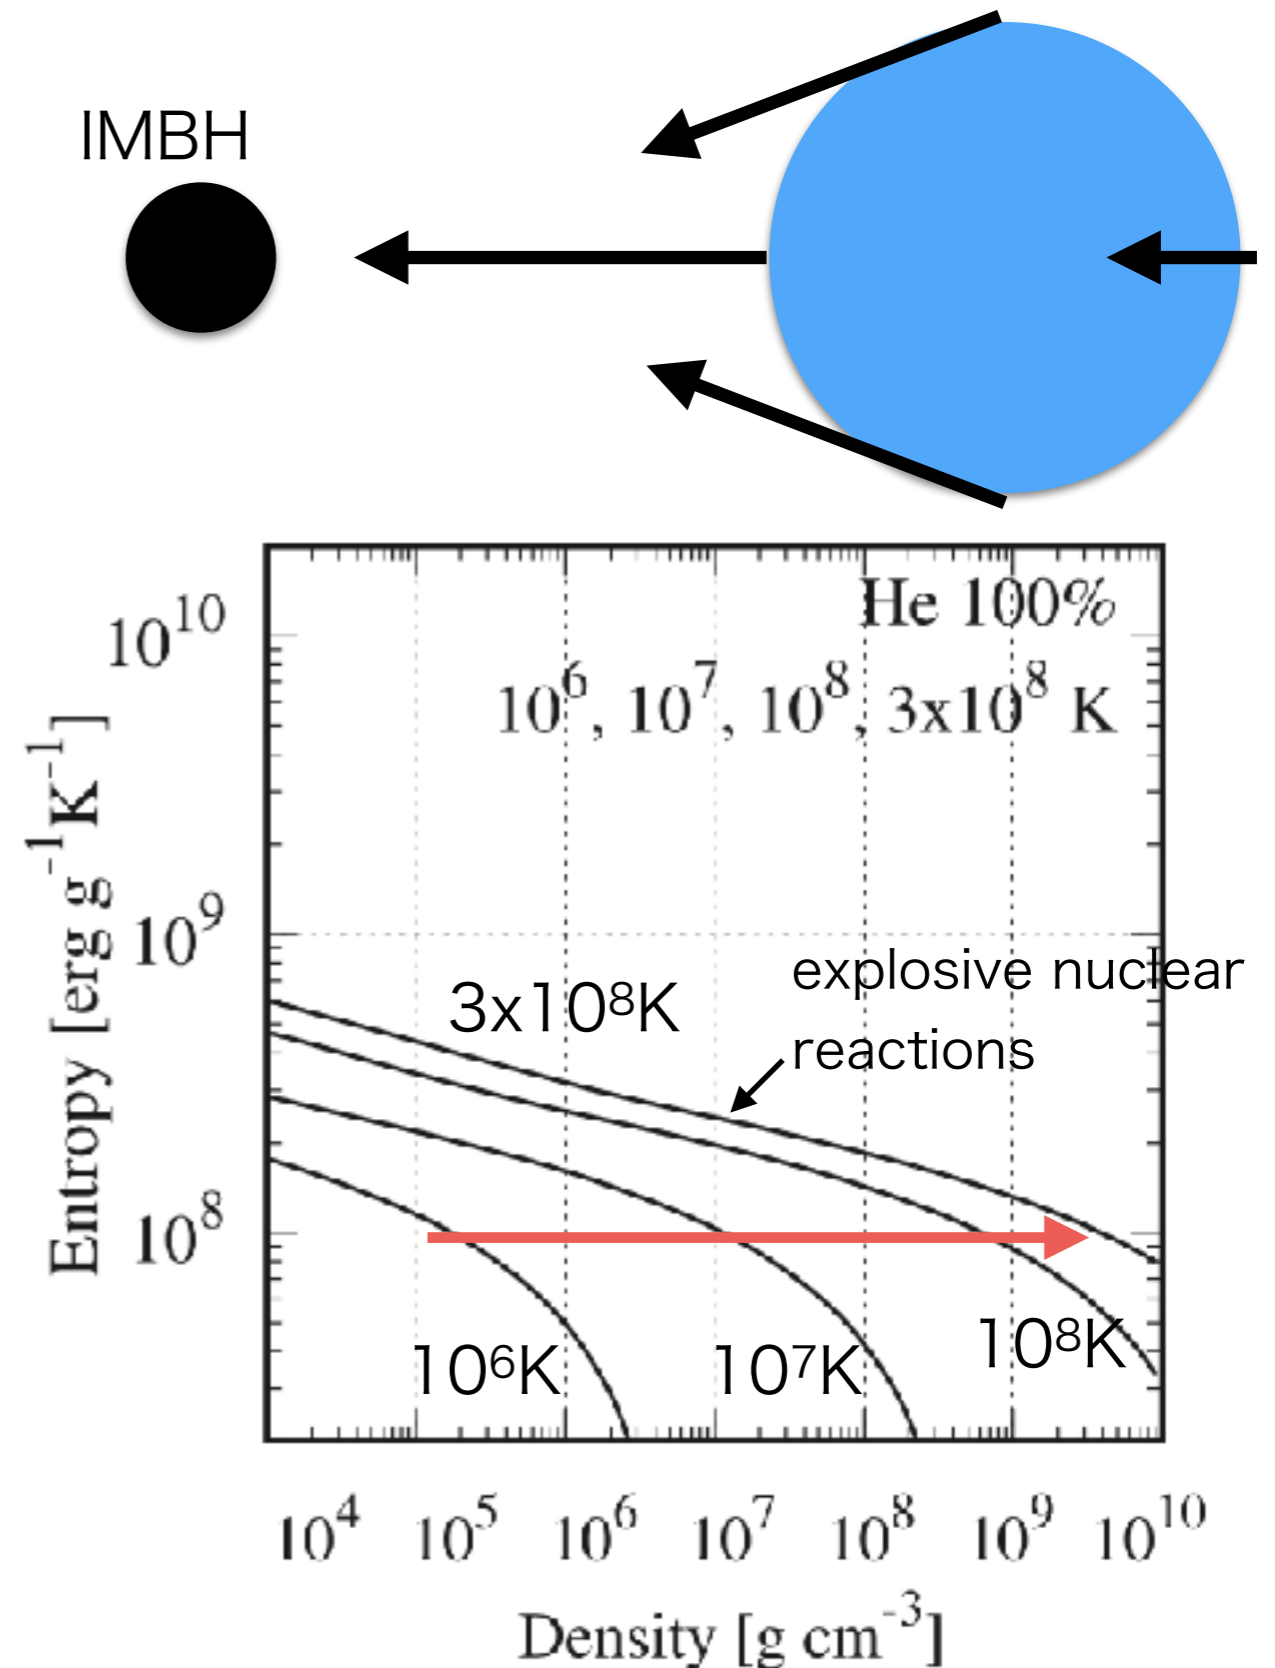 IMBH
He 100%
10⁶, 10⁷, 10⁸, 3x10⁸ K
10¹⁰
10⁹
10⁸
Entropy [erg g⁻¹K⁻¹]
explosive nuclear
reactions
3x10⁸K
10⁶K
10⁷K
10⁸K
10⁴ 10⁵ 10⁶ 10⁷ 10⁸ 10⁹ 10¹⁰
Density [g cm⁻³]